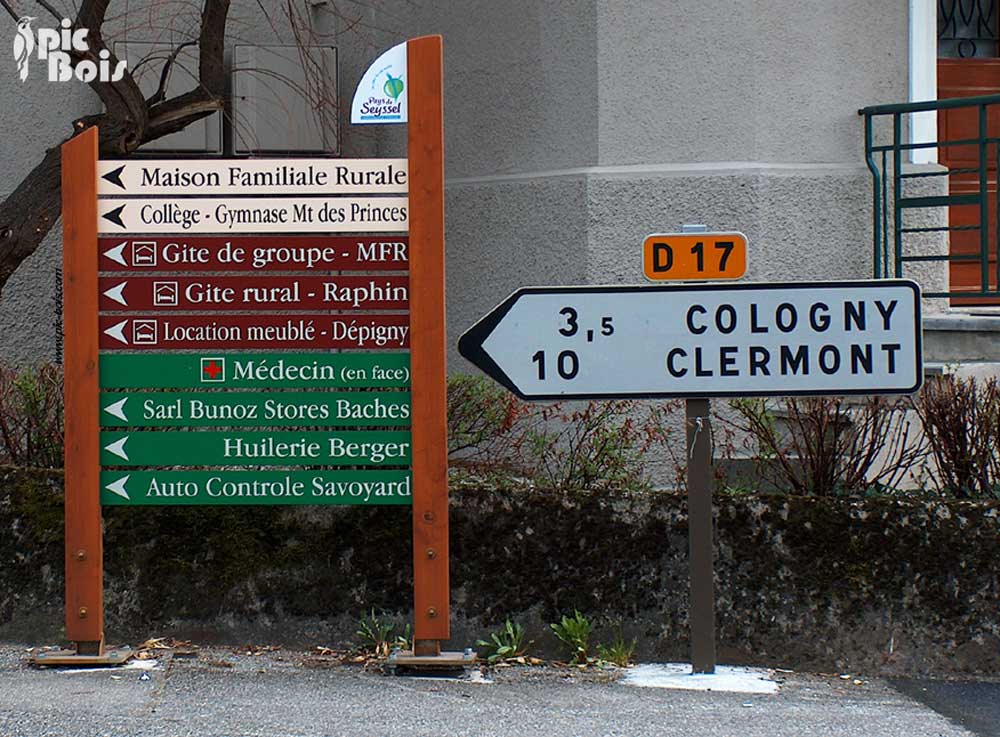 pic
Bois
Pays de
Seyssel
Maison Familiale Rurale
Collège - Gymnase Mt des Princes
Gite de groupe - MFR
Gite rural - Raphin
Location meublé - Dépigny
Médecin (en face)
Sarl Bunoz Stores Baches
Huilerie Berger
Auto Controle Savoyard
D 17
3,5 COLOGNY
10 CLERMONT